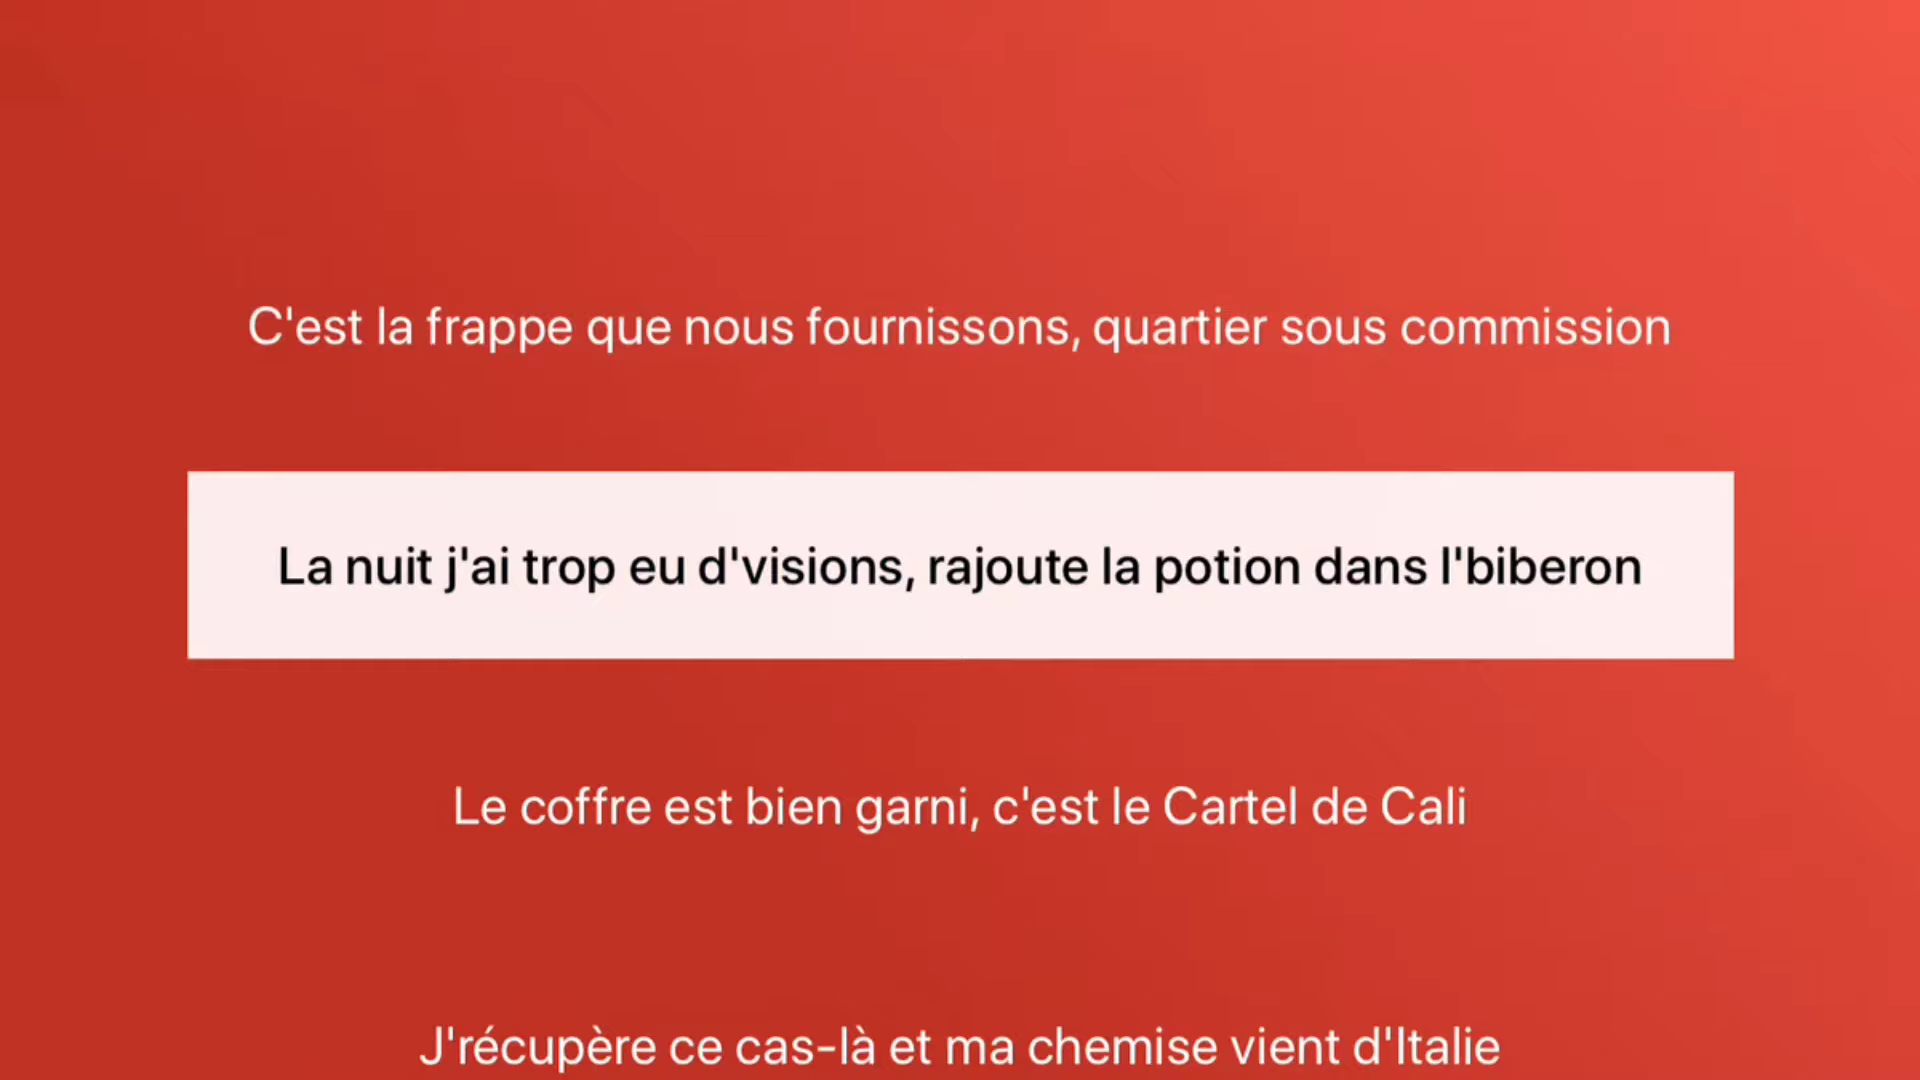 C'est la frappe que nous fournissons, quartier sous commission
La nuit j'ai trop eu d'visions, rajoute la potion dans l'biberon
Le coffre est bien garni, c'est le Cartel de Cali
J'récupère ce cas-là et ma chemise vient d'Italie